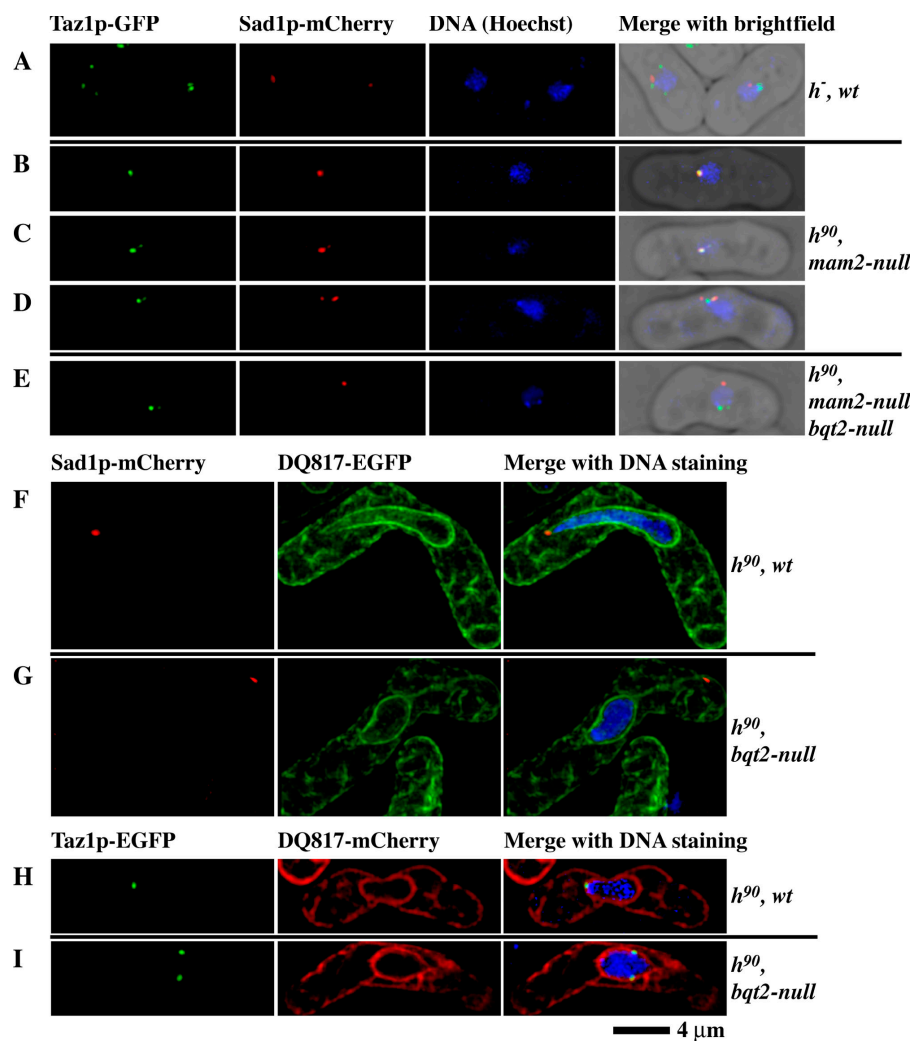 Taz1p-GFP Sad1p-mCherry DNA (Hoechst) Merge with brightfield
A
h-, wt
B
C
h90,
mam2-null
D
E
h90,
mam2-null
bqt2-null
Sad1p-mCherry DQ817-EGFP Merge with DNA staining
F
h90, wt
G
h90,
bqt2-null
Taz1p-EGFP DQ817-mCherry Merge with DNA staining
H
h90, wt
I
h90,
bqt2-null
4 μm